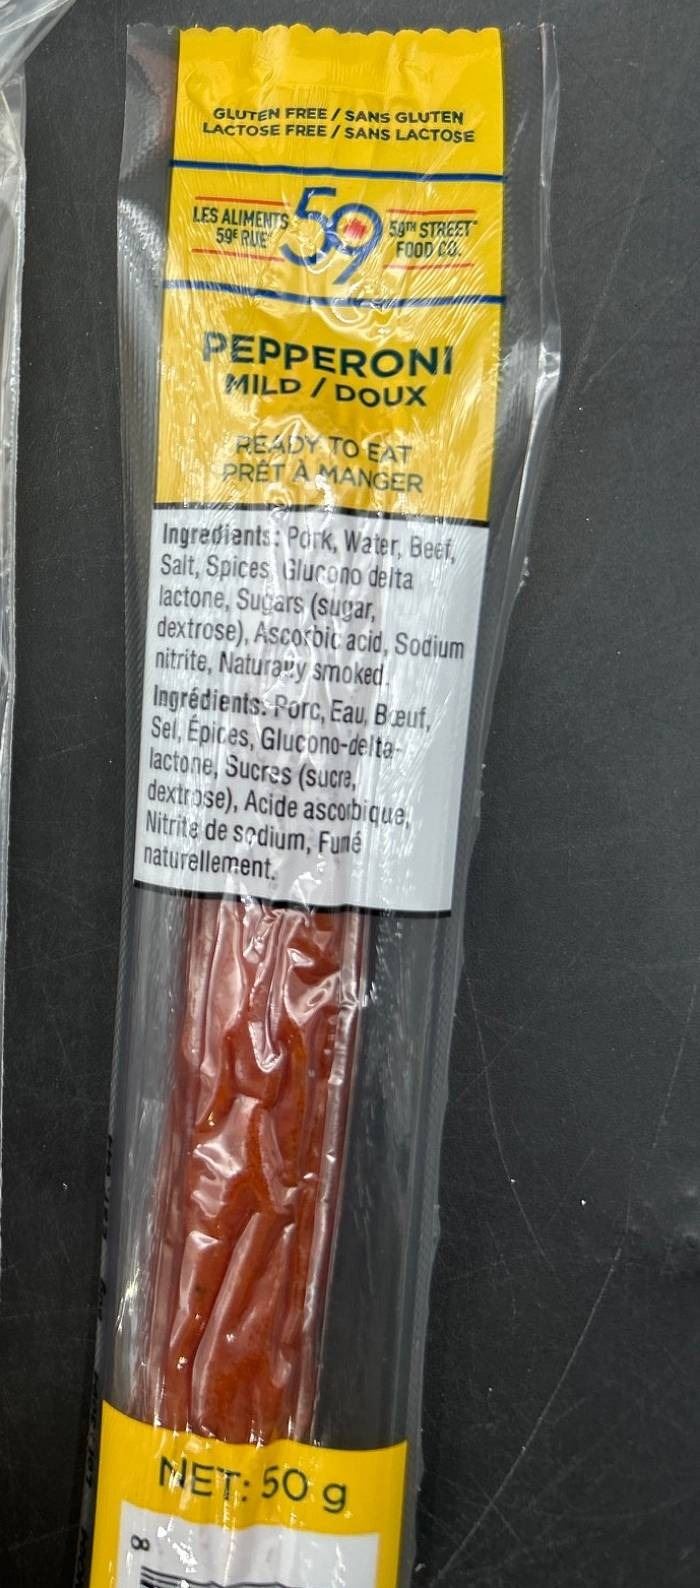 GLUTEN FREE / SANS GLUTEN
LACTOSE FREE / SANS LACTOSE
LES ALIMENTS
59E RUE
59
59TH STREET
FOOD CO.
PEPPERONI
MILD / DOUX
READY TO EAT
PRÊT À MANGER
Ingredients: Pork, Water, Beef,
Salt, Spices, Glucono delta
lactone, Sugars (sugar,
dextrose), Ascorbic acid, Sodium
nitrite, Naturally smoked.
Ingrédients: Porc, Eau, Bœuf,
Sel, Épices, Glucono-delta-
lactone, Sucres (sucre,
dextrose), Acide ascorbique,
Nitrite de sodium, Fumé
naturellement.
NET: 50 g
8